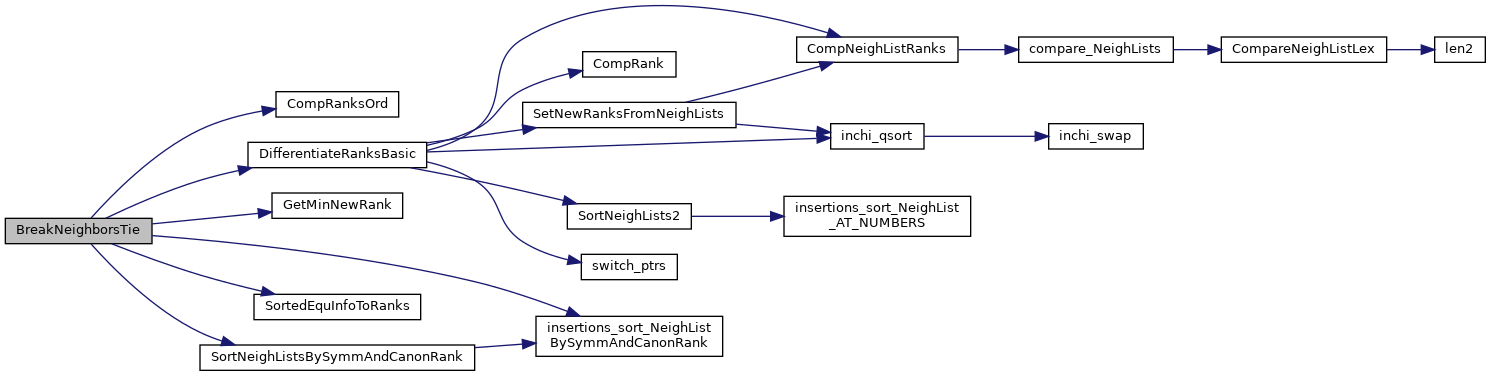 BreakNeighborsTie
CompRanksOrd
DifferentiateRanksBasic
GetMinNewRank
SortedEquInfoToRanks
SortNeighListsBySymmAndCanonRank
CompRank
SetNewRanksFromNeighLists
SortNeighLists2
switch_ptrs
insertions_sort_NeighList
BySymmAndCanonRank
CompNeighListRanks
inchi_qsort
insertions_sort_NeighList
_AT_NUMBERS
compare_NeighLists
inchi_swap
CompareNeighListLex
len2